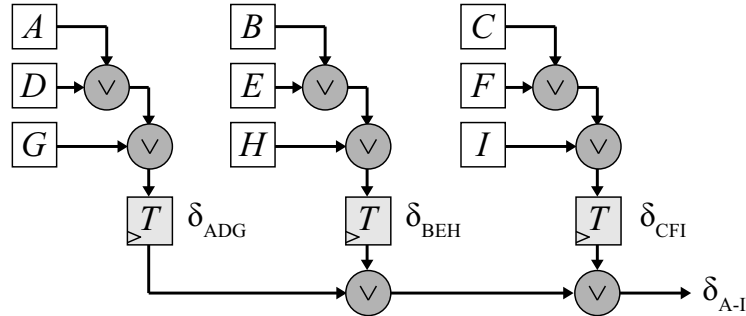 A B C
∨ ∨ ∨
D E F
G H I
∨ ∨ ∨
T δADG T δBEH T δCFI
∨ ∨ δA-I